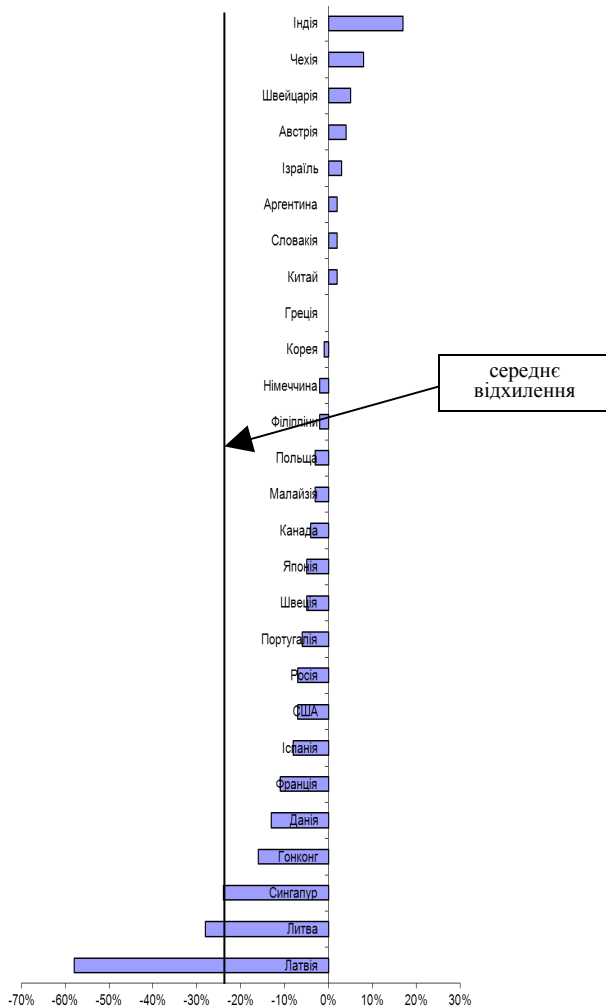 Індія
Чехія
Швейцарія
Австрія
Ізраїль
Аргентина
Словакія
Китай
Греція
Корея
Німеччина
середнє
відхилення
Філіппіни
Польща
Малайзія
Канада
Японія
Швеція
Португалія
Росія
США
Іспанія
Франція
Данія
Гонконг
Сингапур
Литва
Латвія
-70% -60% -50% -40% -30% -20% -10% 0% 10% 20% 30%